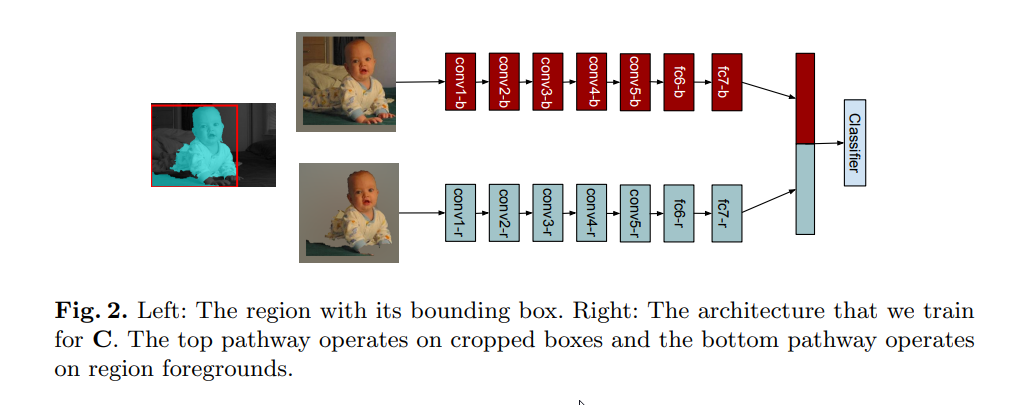 conv1-b
conv2-b
conv3-b
conv4-b
conv5-b
fc6-b
fc7-b
Classifier
conv1-r
conv2-r
conv3-r
conv4-r
conv5-r
fc6-r
fc7-r
Fig. 2. Left: The region with its bounding box. Right: The architecture that we train
for C. The top pathway operates on cropped boxes and the bottom pathway operates
on region foregrounds.